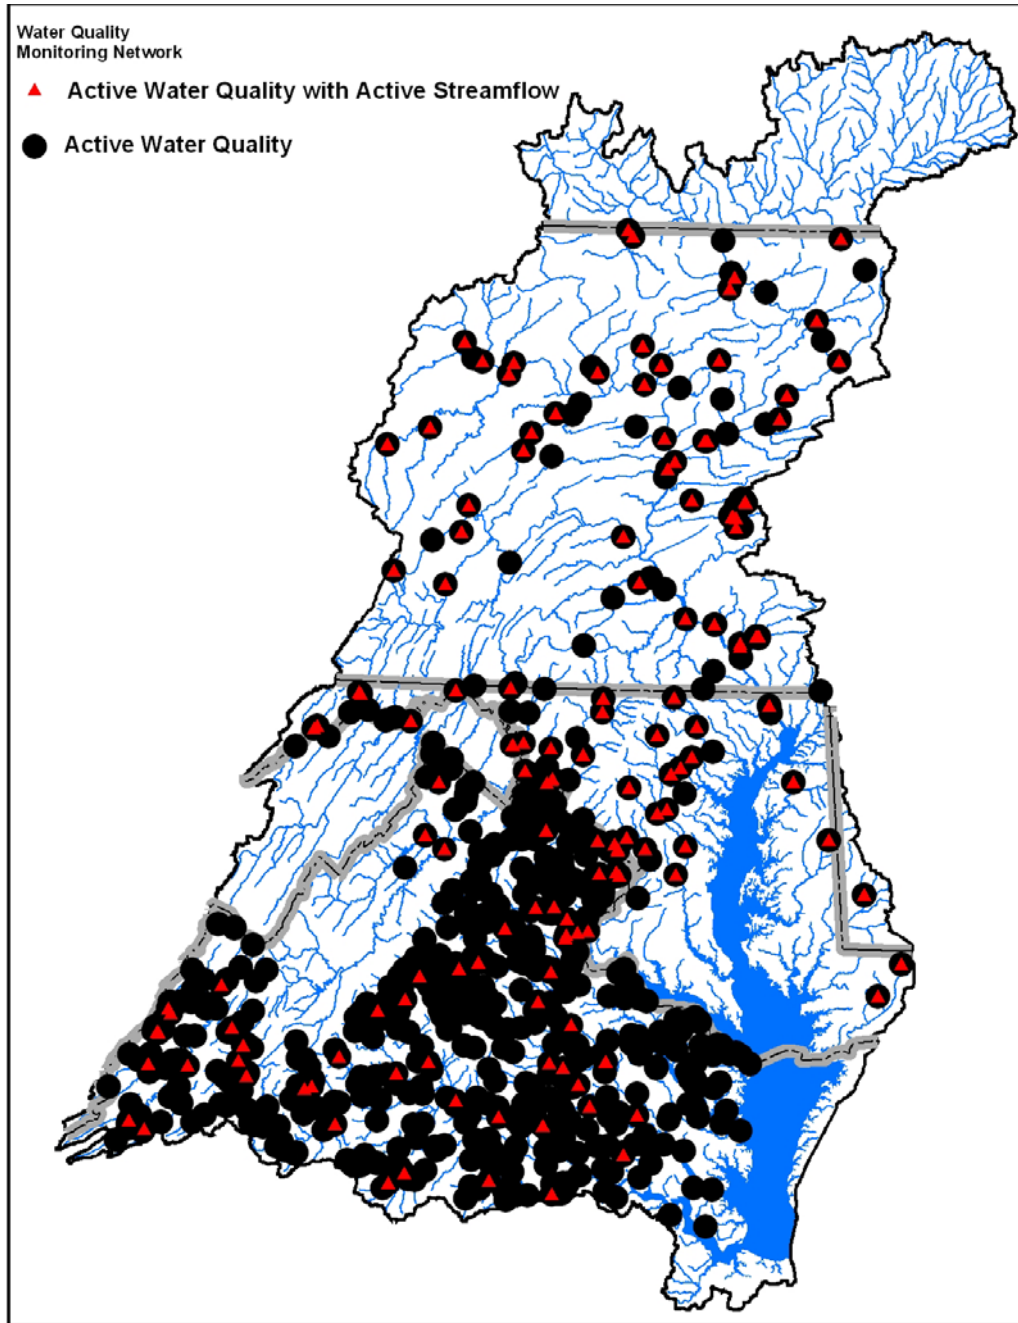 Water Quality
Monitoring Network
Active Water Quality with Active Streamflow
Active Water Quality